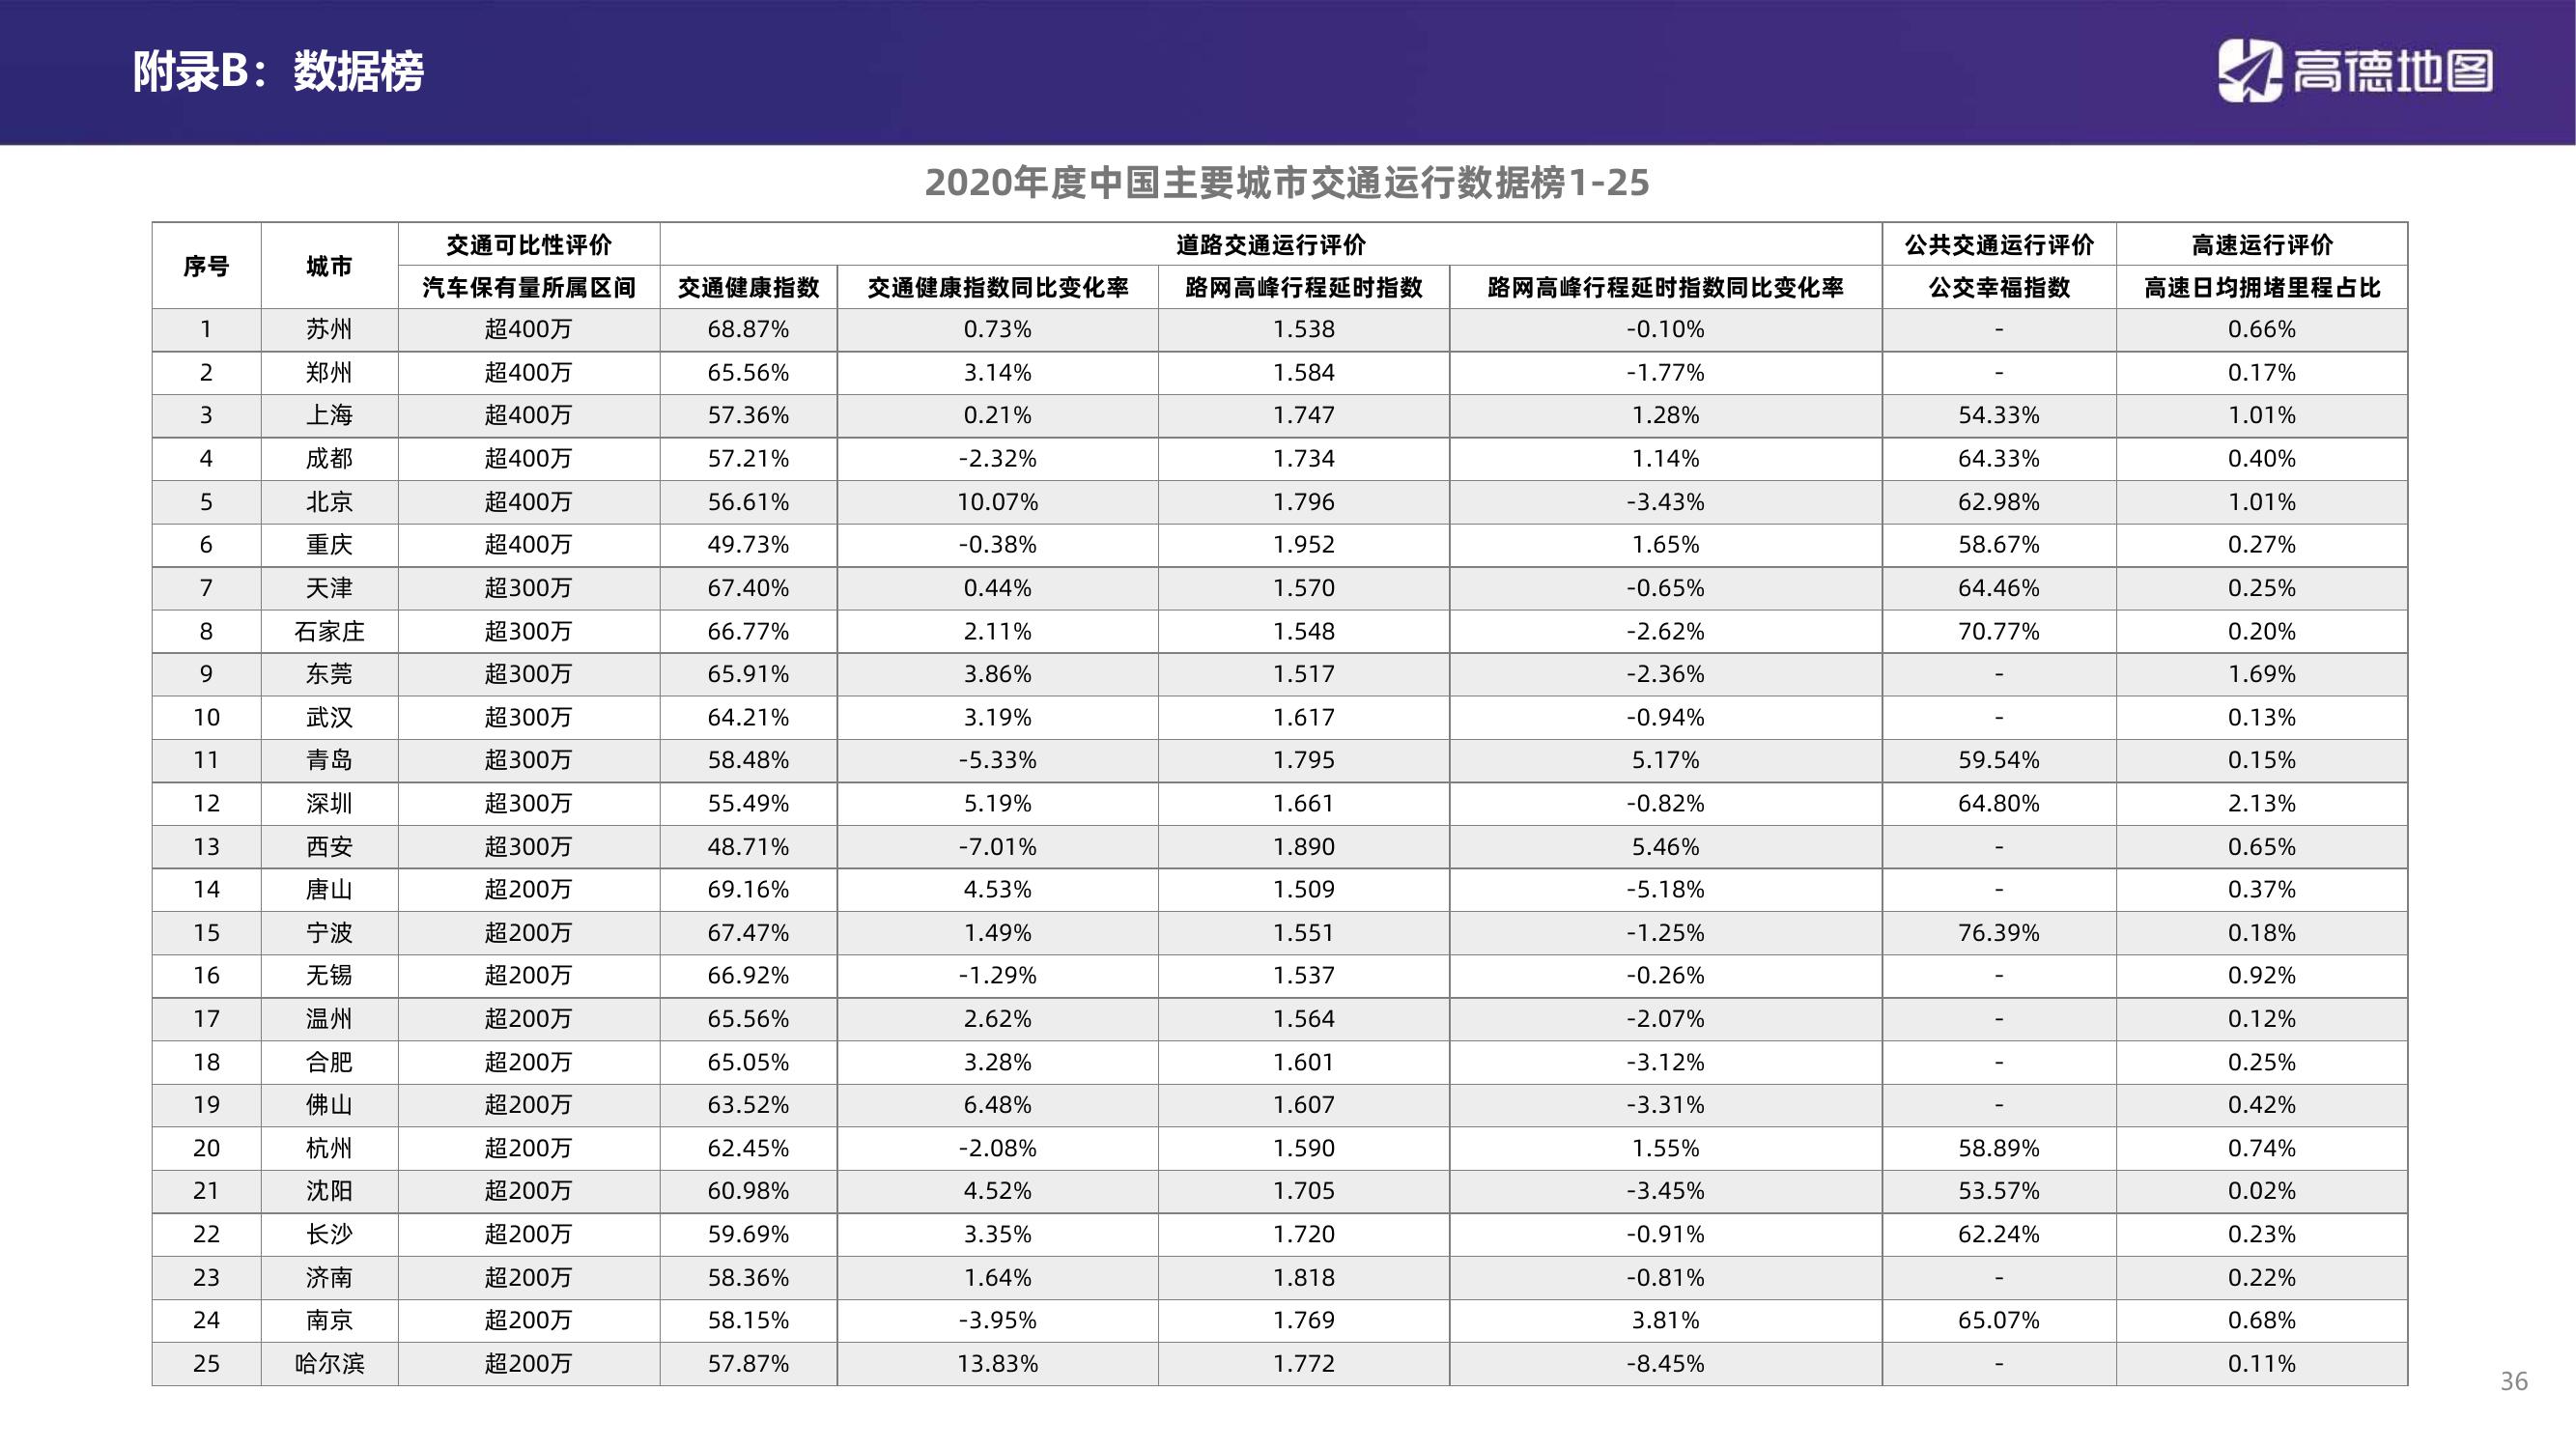 附录B：数据榜
高德地图
2020年度中国主要城市交通运行数据榜1-25
序号 城市 交通可比性评价 道路交通运行评价 公共交通运行评价 高速运行评价
汽车保有量所属区间 交通健康指数 交通健康指数同比变化率 路网高峰行程延时指数 路网高峰行程延时指数同比变化率 公交幸福指数 高速日均拥堵里程占比
1 苏州 超400万 68.87% 0.73% 1.538 -0.10% - 0.66%
2 郑州 超400万 65.56% 3.14% 1.584 -1.77% - 0.17%
3 上海 超400万 57.36% 0.21% 1.747 1.28% 54.33% 1.01%
4 成都 超400万 57.21% -2.32% 1.734 1.14% 64.33% 0.40%
5 北京 超400万 56.61% 10.07% 1.796 -3.43% 62.98% 1.01%
6 重庆 超400万 49.73% -0.38% 1.952 1.65% 58.67% 0.27%
7 天津 超300万 67.40% 0.44% 1.570 -0.65% 64.46% 0.25%
8 石家庄 超300万 66.77% 2.11% 1.548 -2.62% 70.77% 0.20%
9 东莞 超300万 65.91% 3.86% 1.517 -2.36% - 1.69%
10 武汉 超300万 64.21% 3.19% 1.617 -0.94% - 0.13%
11 青岛 超300万 58.48% -5.33% 1.795 5.17% 59.54% 0.15%
12 深圳 超300万 55.49% 5.19% 1.661 -0.82% 64.80% 2.13%
13 西安 超300万 48.71% -7.01% 1.890 5.46% - 0.65%
14 唐山 超200万 69.16% 4.53% 1.509 -5.18% - 0.37%
15 宁波 超200万 67.47% 1.49% 1.551 -1.25% 76.39% 0.18%
16 无锡 超200万 66.92% -1.29% 1.537 -0.26% - 0.92%
17 温州 超200万 65.56% 2.62% 1.564 -2.07% - 0.12%
18 合肥 超200万 65.05% 3.28% 1.601 -3.12% - 0.25%
19 佛山 超200万 63.52% 6.48% 1.607 -3.31% - 0.42%
20 杭州 超200万 62.45% -2.08% 1.590 1.55% 58.89% 0.74%
21 沈阳 超200万 60.98% 4.52% 1.705 -3.45% 53.57% 0.02%
22 长沙 超200万 59.69% 3.35% 1.720 -0.91% 62.24% 0.23%
23 济南 超200万 58.36% 1.64% 1.818 -0.81% - 0.22%
24 南京 超200万 58.15% -3.95% 1.769 3.81% 65.07% 0.68%
25 哈尔滨 超200万 57.87% 13.83% 1.772 -8.45% - 0.11%
36